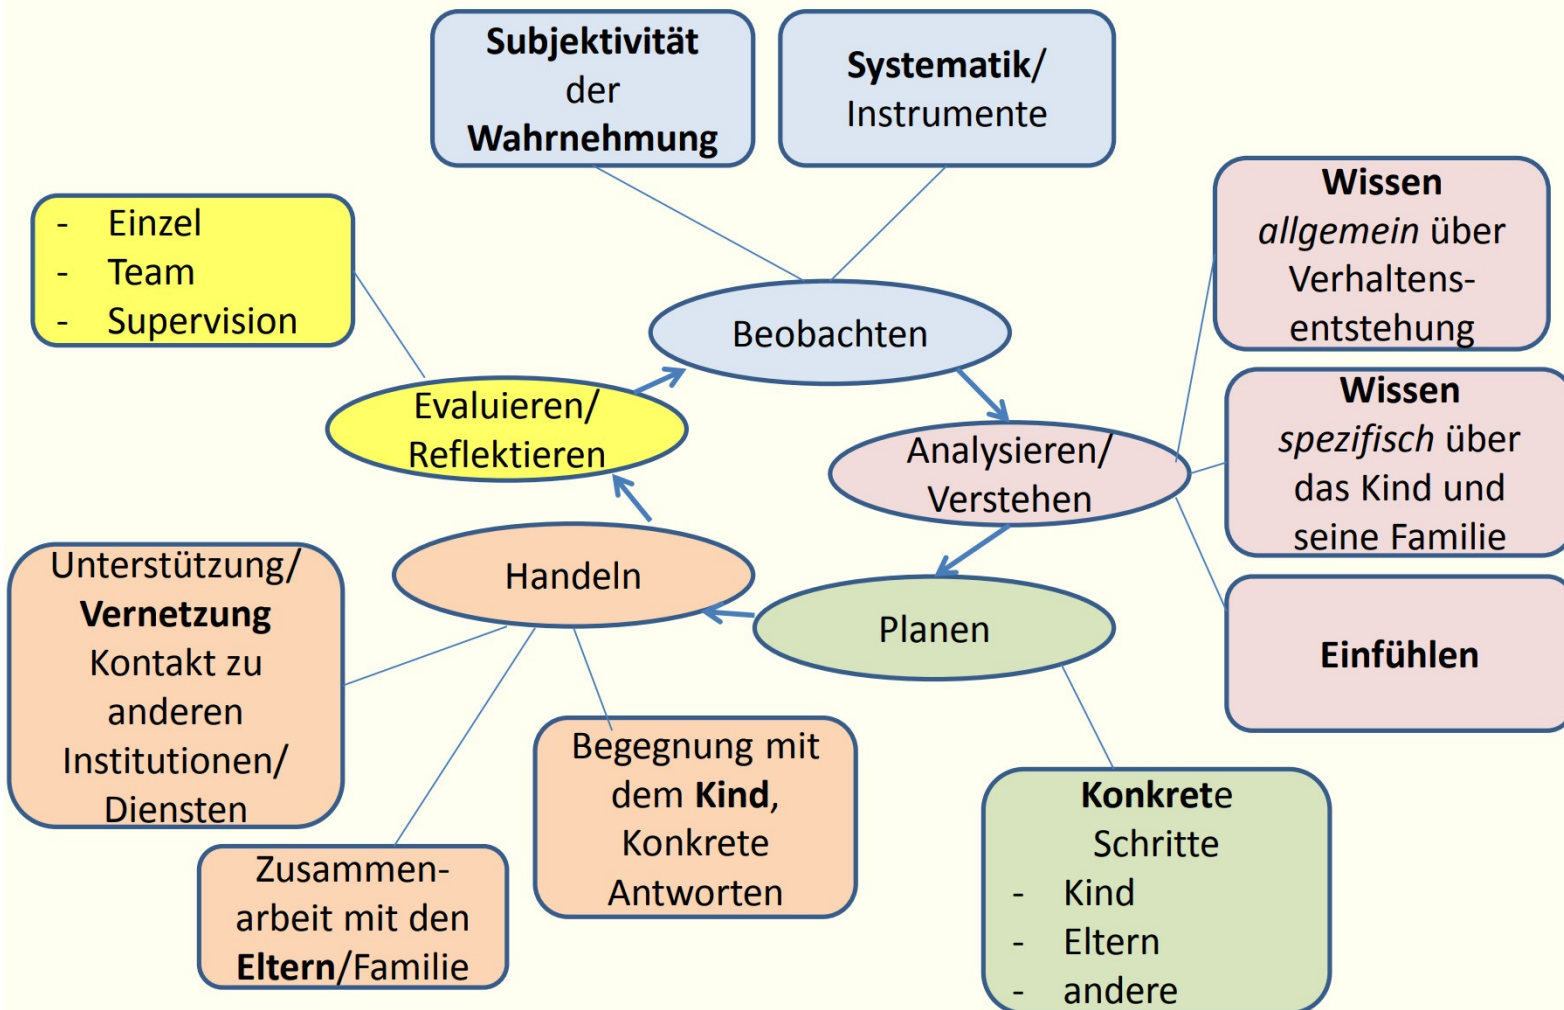 Subjektivität
der
Wahrnehmung
Systematik/
Instrumente
Wissen
allgemein über
Verhaltens-
entstehung
- Einzel
- Team
- Supervision
Beobachten
Evaluieren/
Reflektieren
Analysieren/
Verstehen
Wissen
spezifisch über
das Kind und
seine Familie
Handeln
Planen
Einfühlen
Unterstützung/
Vernetzung
Kontakt zu
anderen
Institutionen/
Diensten
Begegnung mit
dem Kind,
Konkrete
Antworten
Zusammen-
arbeit mit den
Eltern/Familie
Konkrete
Schritte
- Kind
- Eltern
- andere